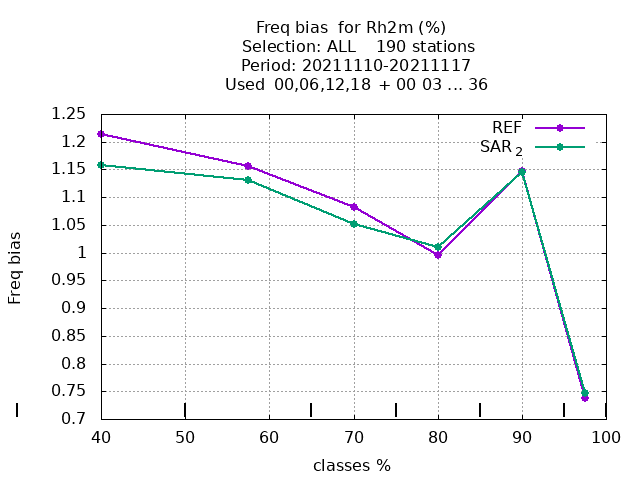 Freq bias  for Rh2m (%)
Selection: ALL    190 stations
Period: 20211110-20211117
Used  00,06,12,18  + 00 03 ... 36
REF
SAR 2
1.25
1.2
1.15
1.1
1.05
1
0.95
0.9
0.85
0.8
0.75
0.7
Freq bias
40 50 60 70 80 90 100
classes %